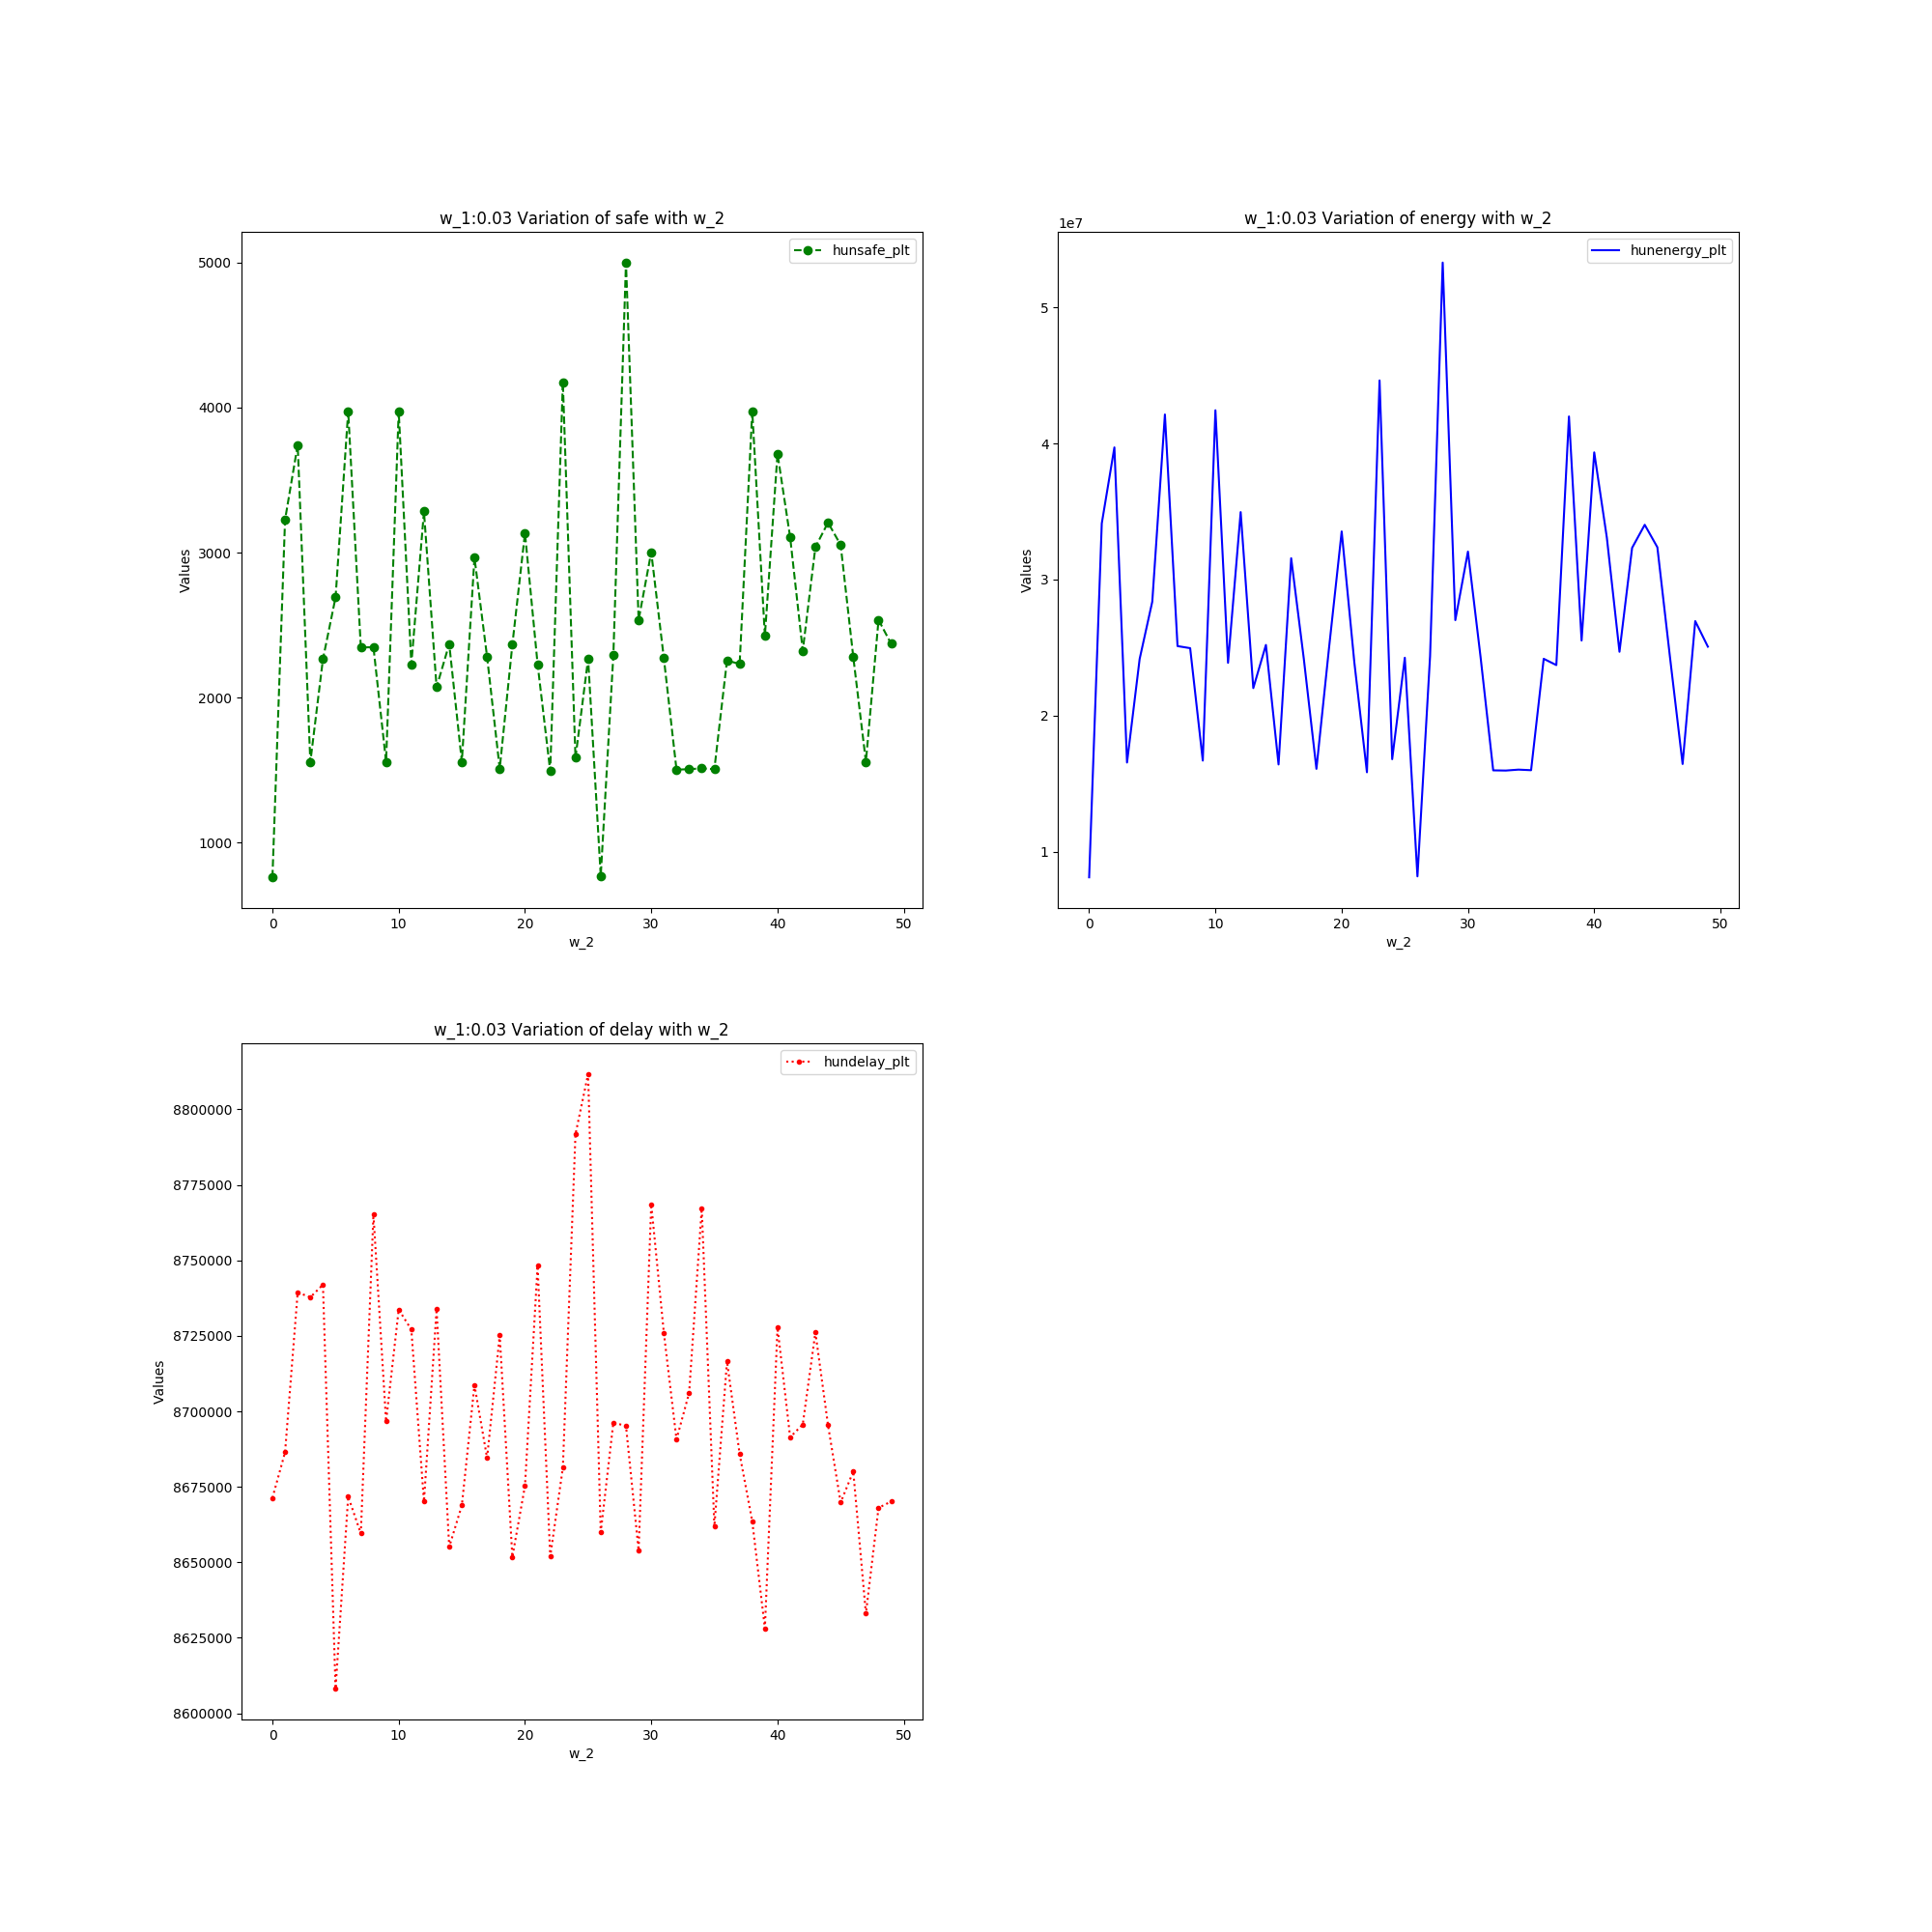 w_1:0.03 Variation of safe with w_2
hunsafe_plt
5000
4000
3000
2000
1000
Values
0 10 20 30 40 50
w_2
w_1:0.03 Variation of energy with w_2
1e7
hunenergy_plt
5
4
3
2
1
Values
0 10 20 30 40 50
w_2
w_1:0.03 Variation of delay with w_2
hundelay_plt
8800000
8775000
8750000
8725000
8700000
8675000
8650000
8625000
8600000
Values
0 10 20 30 40 50
w_2